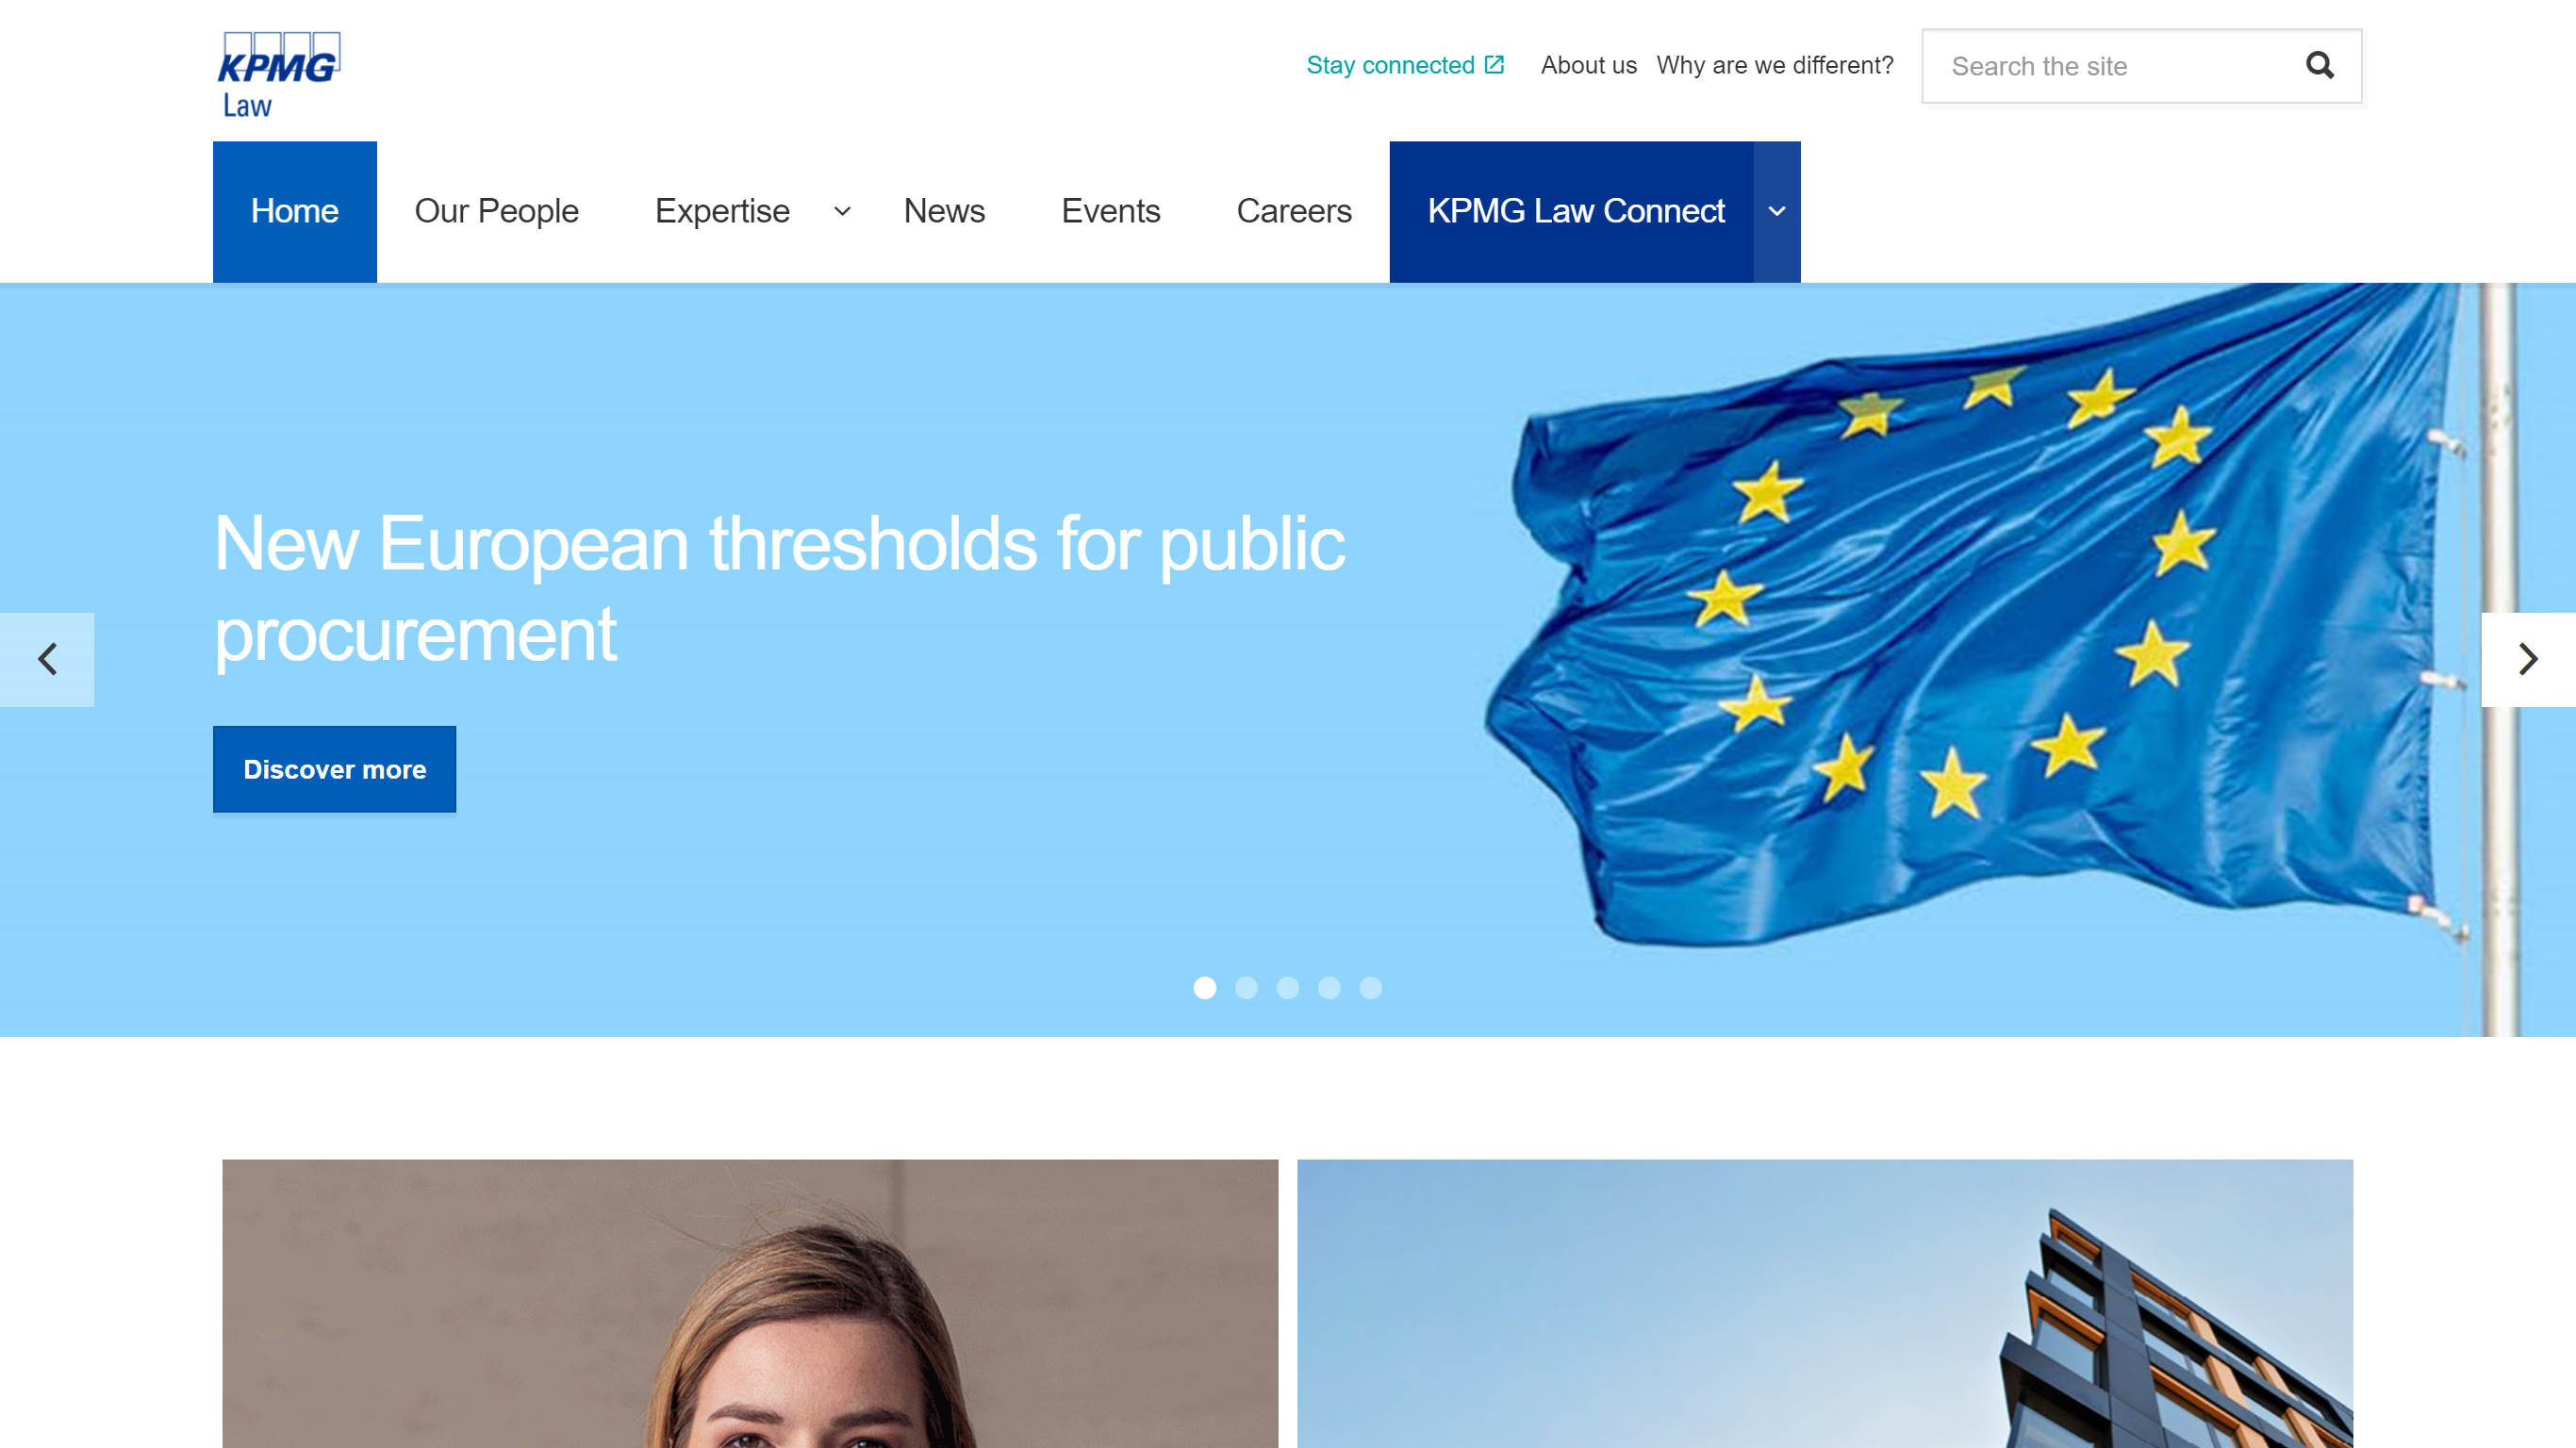 KPMG
Law
Stay connected
About us
Why are we different?
Search the site
Home
Our People
Expertise
News
Events
Careers
KPMG Law Connect
New European thresholds for public
procurement
Discover more